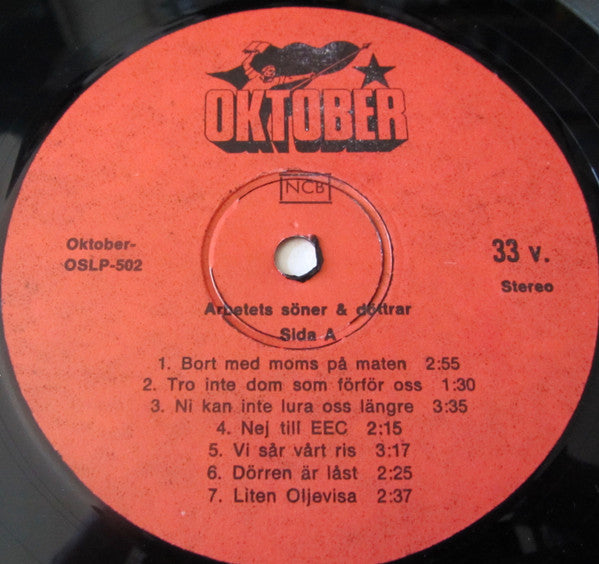 OKTOBER
NCB
Oktober-
OSLP-502
33 v.
Stereo
Arbetets söner & döttrar
Sida A
1. Bort med moms på maten 2:55
2. Tro inte dom som förför oss 1:30
3. Ni kan inte lura oss längre 3:35
4. Nej till EEC 2:15
5. Vi sår vårt ris 3:17
6. Dörren är låst 2:25
7. Liten Oljevisa 2:37